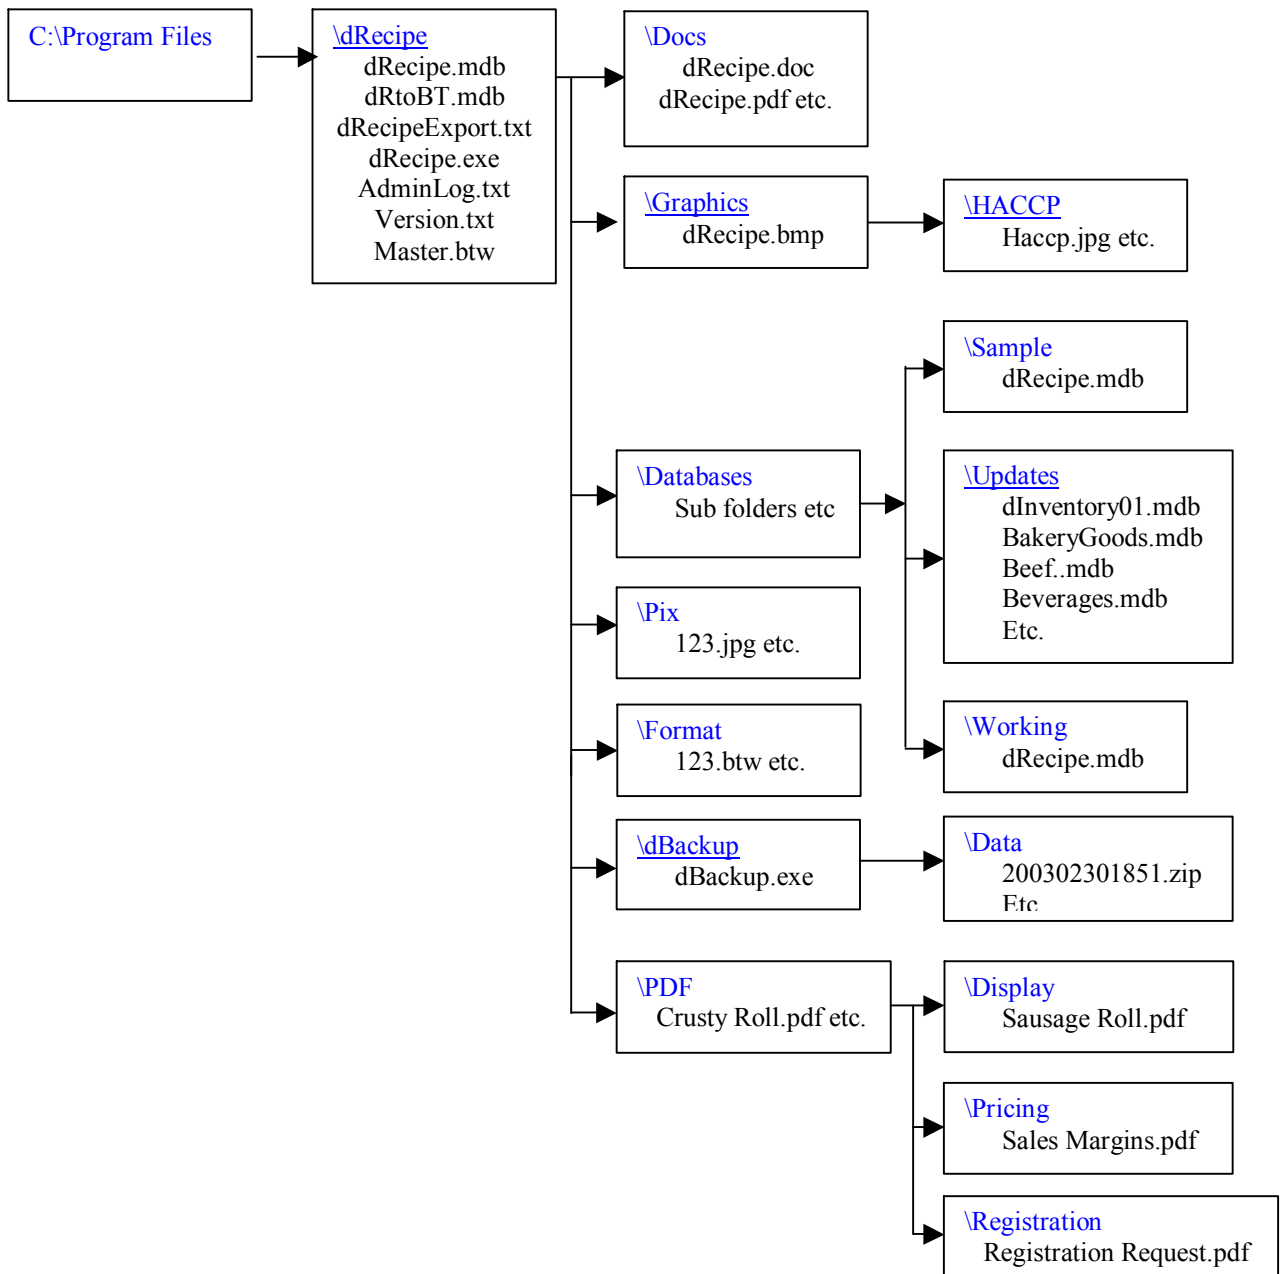 C:\Program Files
\dRecipe
dRecipe.mdb
dRtoBT.mdb
dRecipeExport.txt
dRecipe.exe
AdminLog.txt
Version.txt
Master.btw
\Docs
dRecipe.doc
dRecipe.pdf etc.
\Graphics
dRecipe.bmp
\HACCP
Haccp.jpg etc.
\Databases
Sub folders etc
\Sample
dRecipe.mdb
\Updates
dInventory01.mdb
BakeryGoods.mdb
Beef..mdb
Beverages.mdb
Etc.
\Working
dRecipe.mdb
\Pix
123.jpg etc.
\Format
123.btw etc.
\dBackup
dBackup.exe
\Data
200302301851.zip
Etc
\PDF
Crusty Roll.pdf etc.
\Display
Sausage Roll.pdf
\Pricing
Sales Margins.pdf
\Registration
Registration Request.pdf